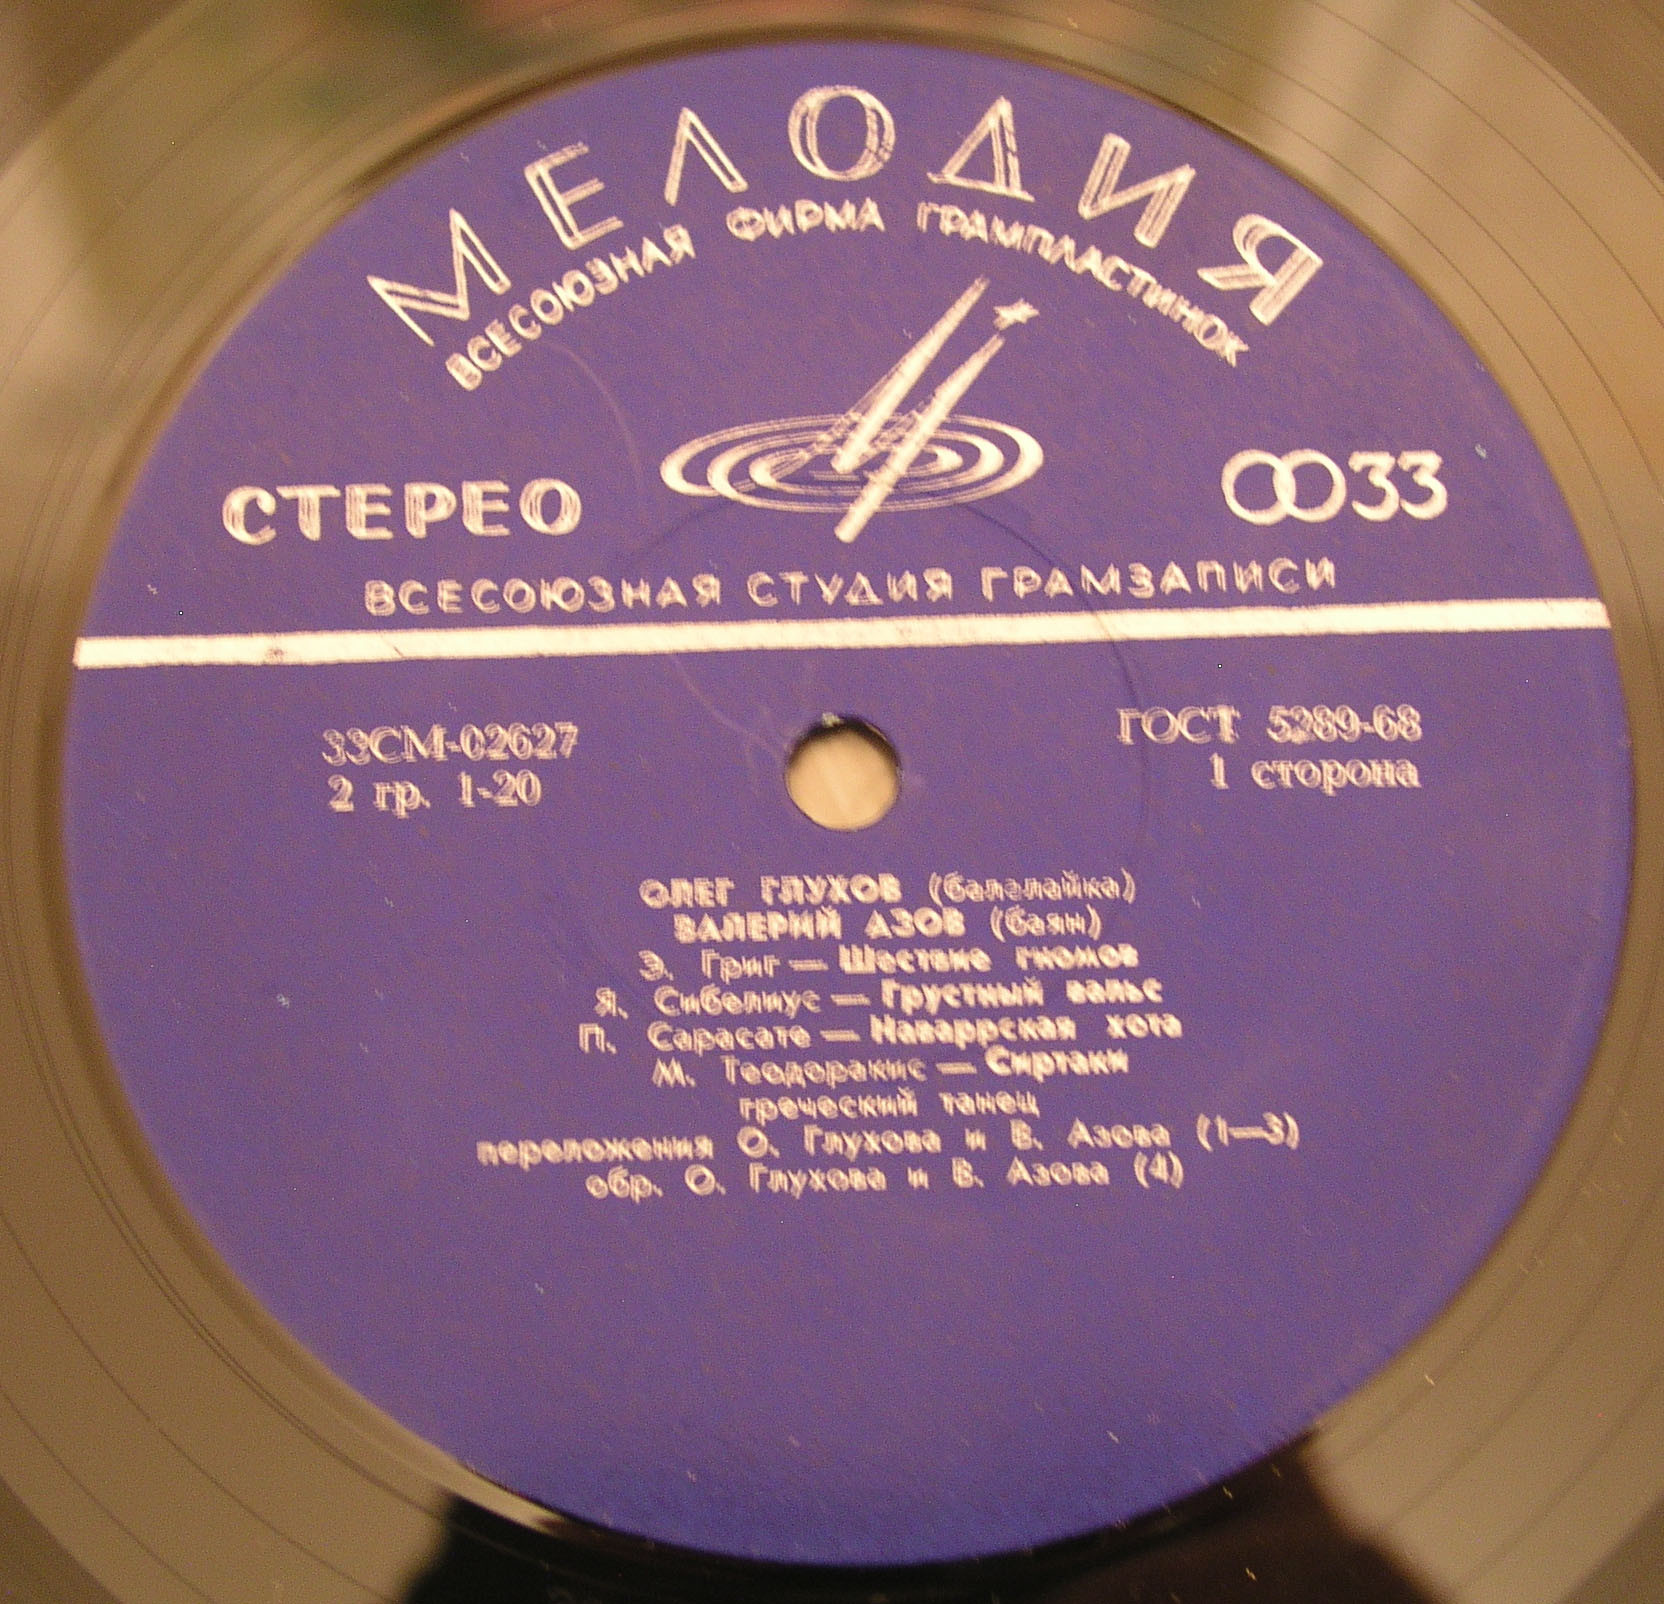 МЕЛОДИЯ
ВСЕСОЮЗНАЯ ФИРМА ГРАМПЛАСТИНОК
СТЕРЕО
33
ВСЕСОЮЗНАЯ СТУДИЯ ГРАМЗАПИСИ
33СМ-02627
ГОСТ 5289-68
2 гр. 1-20
1 сторона
ОЛЕГ ГЛУХОВ (балалайка)
ВАЛЕРИЙ АЗОВ (баян)
Э. Григ — Шествие гномов
Я. Сибелиус — Грустный вальс
П. Сарасате — Наваррская хота
М. Теодоракис — Сиртаки
греческий танец
переложения О. Глухова и В. Азова (1—3)
обр. О. Глухова и В. Азова (4)